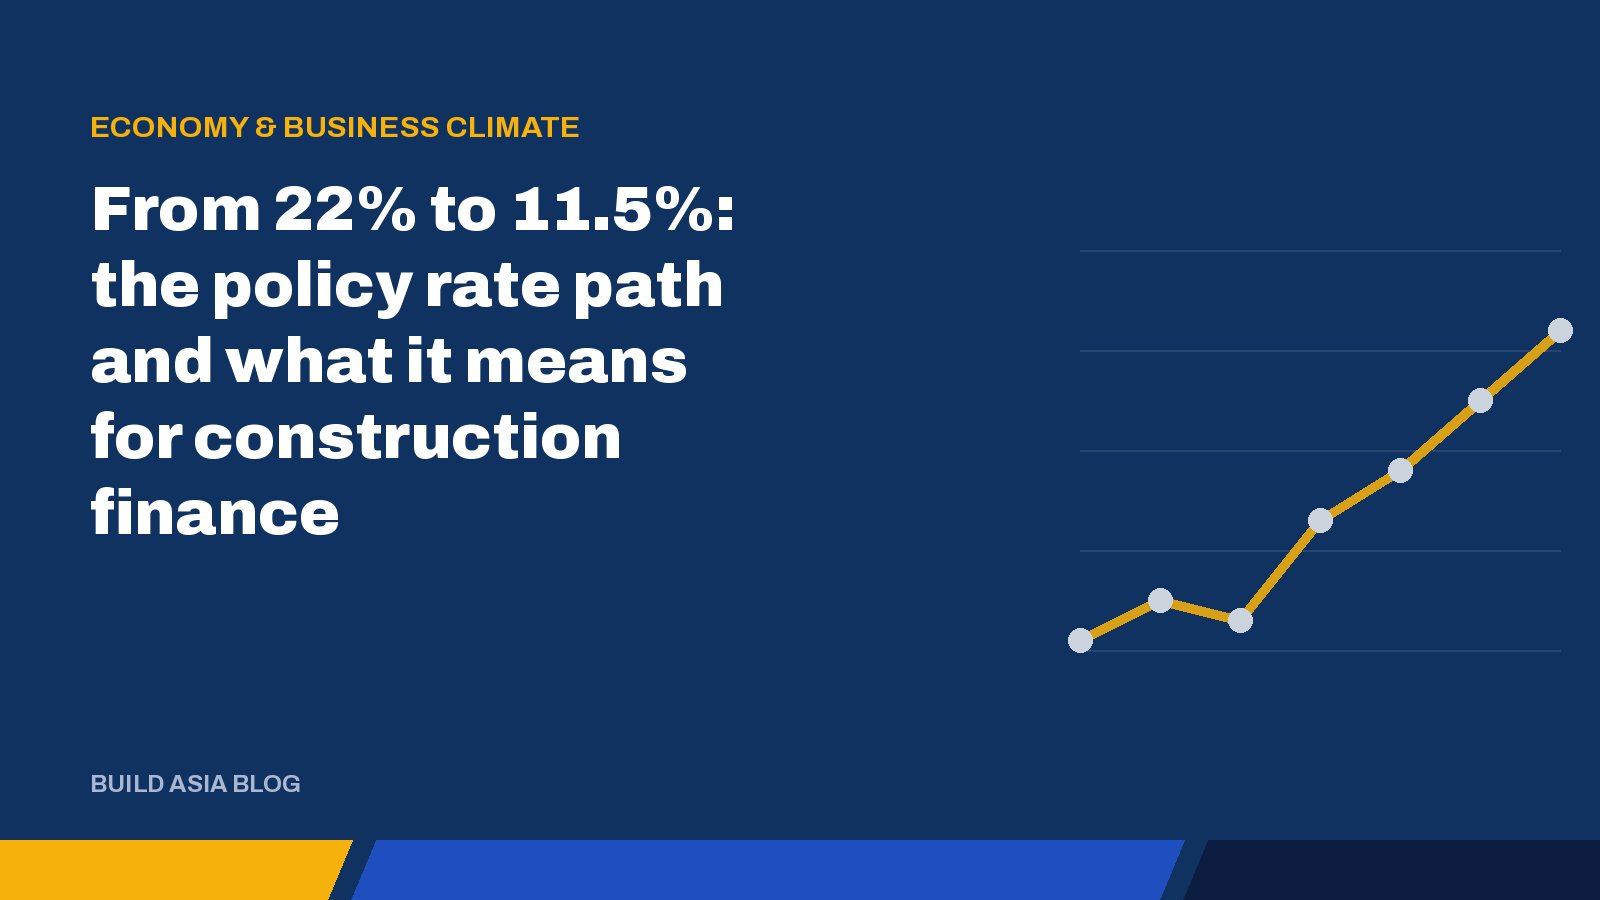 ECONOMY & BUSINESS CLIMATE
From 22% to 11.5%:
the policy rate path
and what it means
for construction
finance
BUILD ASIA BLOG